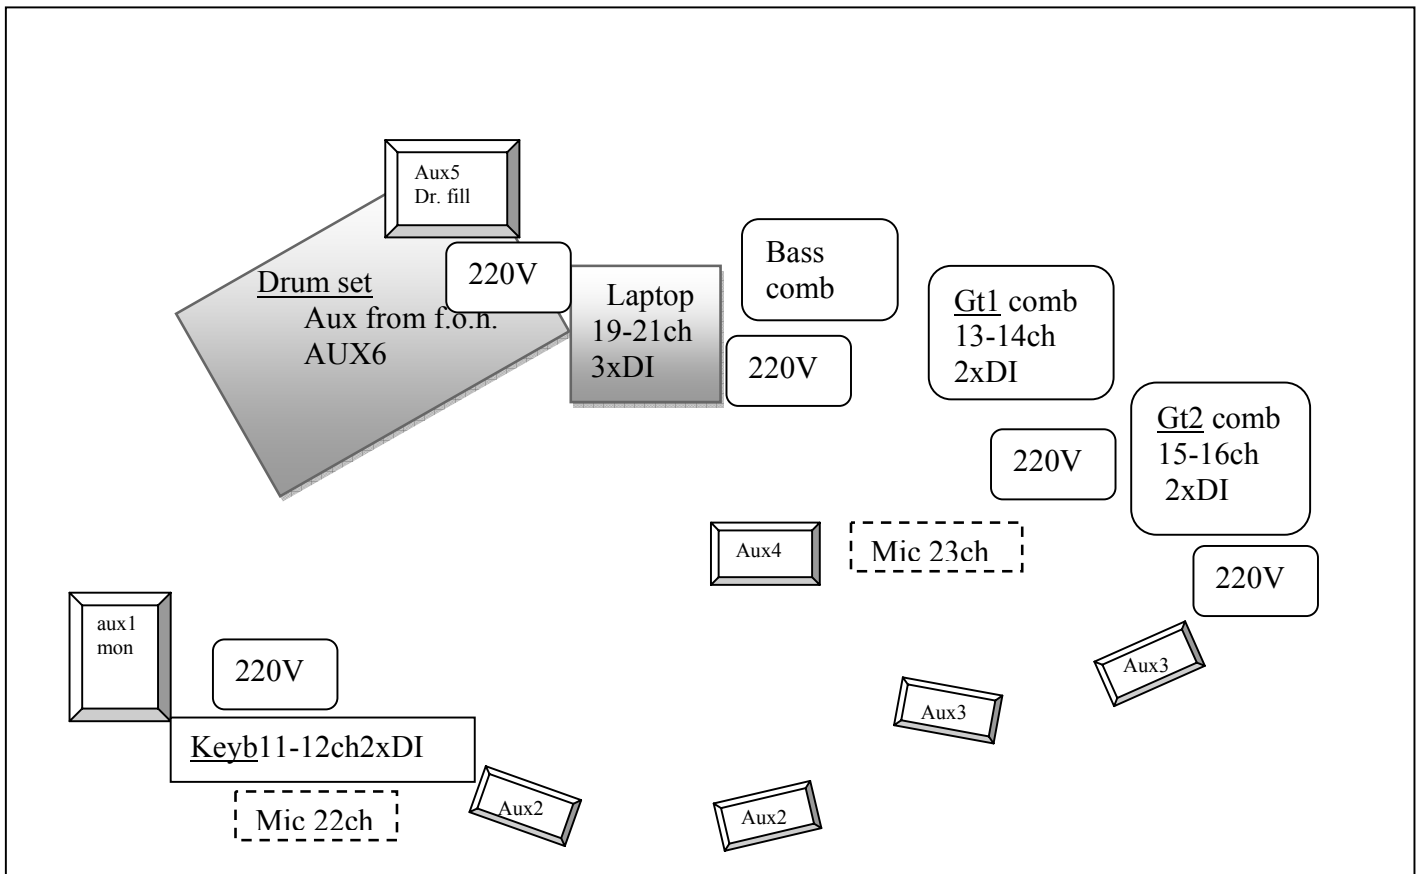 Aux5
Dr. fill
220V
Drum set
Aux from f.o.h.
AUX6
Laptop
19-21ch
3xDI
Bass
comb
220V
Gt1 comb
13-14ch
2xDI
220V
Gt2 comb
15-16ch
2xDI
220V
Aux4
Mic 23ch
aux1
mon
220V
Aux3
Aux3
Keyb11-12ch2xDI
Mic 22ch
Aux2
Aux2